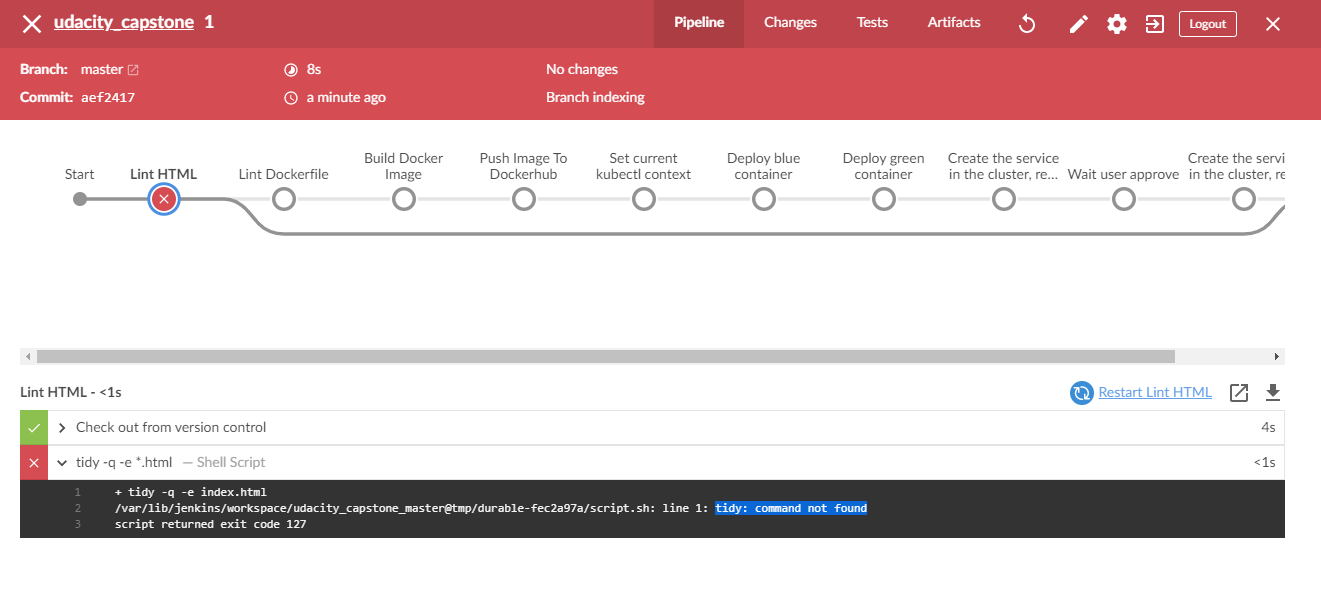 udacity_capstone 1
Pipeline
Changes
Tests
Artifacts
Logout
Branch: master
8s
No changes
Commit: aef2417
a minute ago
Branch indexing
Start
Lint HTML
Lint Dockerfile
Build Docker
Image
Push Image To
Dockerhub
Set current
kubectl context
Deploy blue
container
Deploy green
container
Create the service
in the cluster, re...
Wait user approve
Create the servi
in the cluster, re
Lint HTML - <1s
Restart Lint HTML
Check out from version control
4s
tidy -q -e *.html — Shell Script
<1s
1 + tidy -q -e index.html
2 /var/lib/jenkins/workspace/udacity_capstone_master@tmp/durable-fec2a97a/script.sh: line 1: tidy: command not found
3 script returned exit code 127